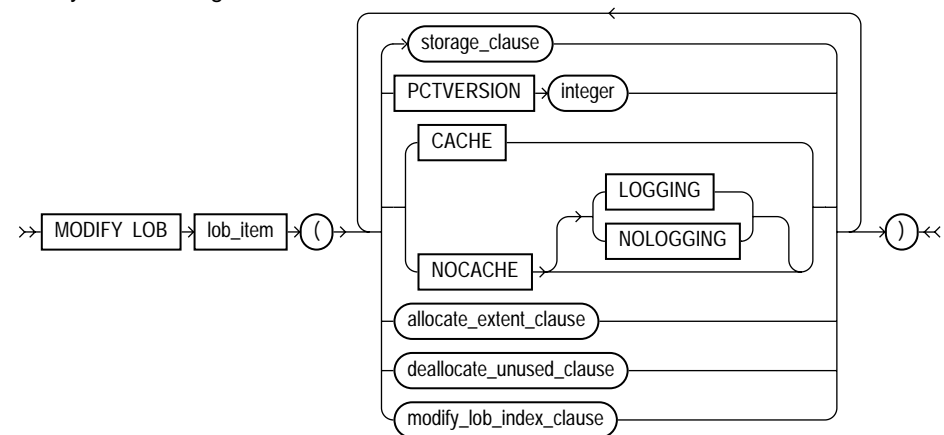 storage_clause
PCTVERSION integer
CACHE
LOGGING
MODIFY LOB lob_item ( )
NOLOGGING
NOCACHE
allocate_extent_clause
deallocate_unused_clause
modify_lob_index_clause